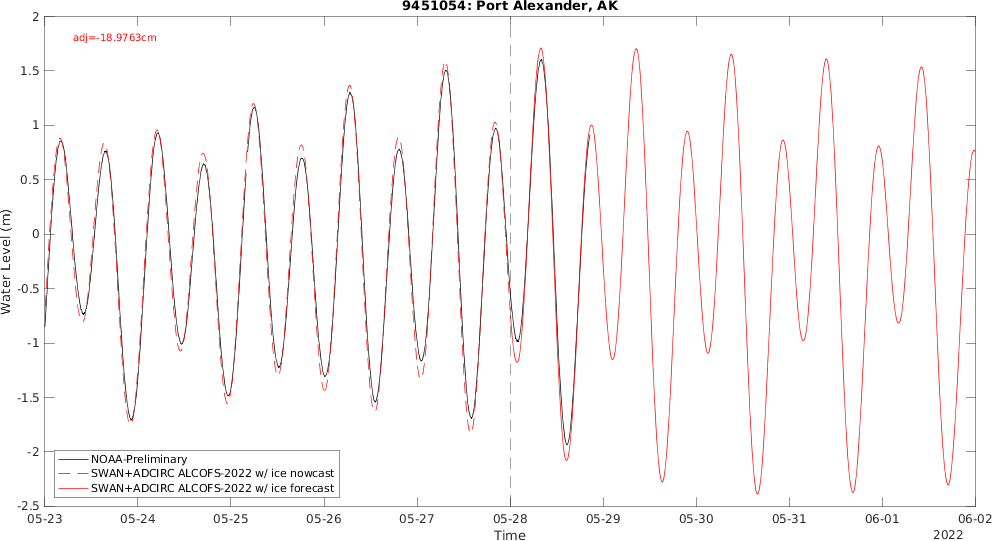 9451054: Port Alexander, AK
adj=-18.9763cm
Water Level (m)
2
1.5
1
0.5
0
-0.5
-1
-1.5
-2
-2.5
NOAA-Preliminary
SWAN+ADCIRC ALCOFS-2022 w/ ice nowcast
SWAN+ADCIRC ALCOFS-2022 w/ ice forecast
05-23 05-24 05-25 05-26 05-27 05-28 05-29 05-30 05-31 06-01 06-02
Time
2022